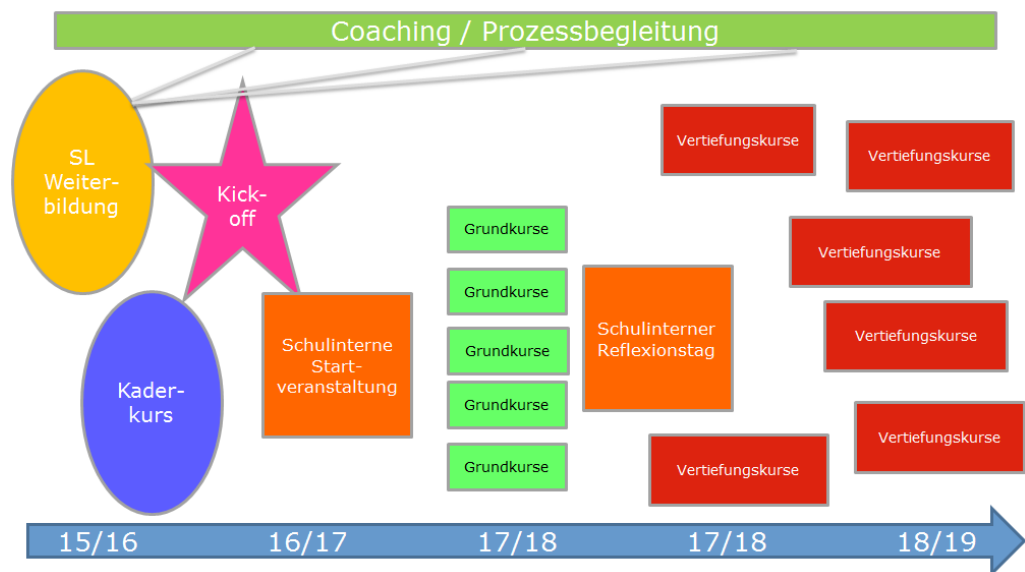 Coaching / Prozessbegleitung
SL
Weiter-
bildung
Kick-
off
Kader-
kurs
Schulinterne
Start-
veranstaltung
Grundkurse
Grundkurse
Grundkurse
Grundkurse
Grundkurse
Schulinterner
Reflexionstag
Vertiefungskurse
Vertiefungskurse
Vertiefungskurse
Vertiefungskurse
Vertiefungskurse
Vertiefungskurse
15/16
16/17
17/18
17/18
18/19